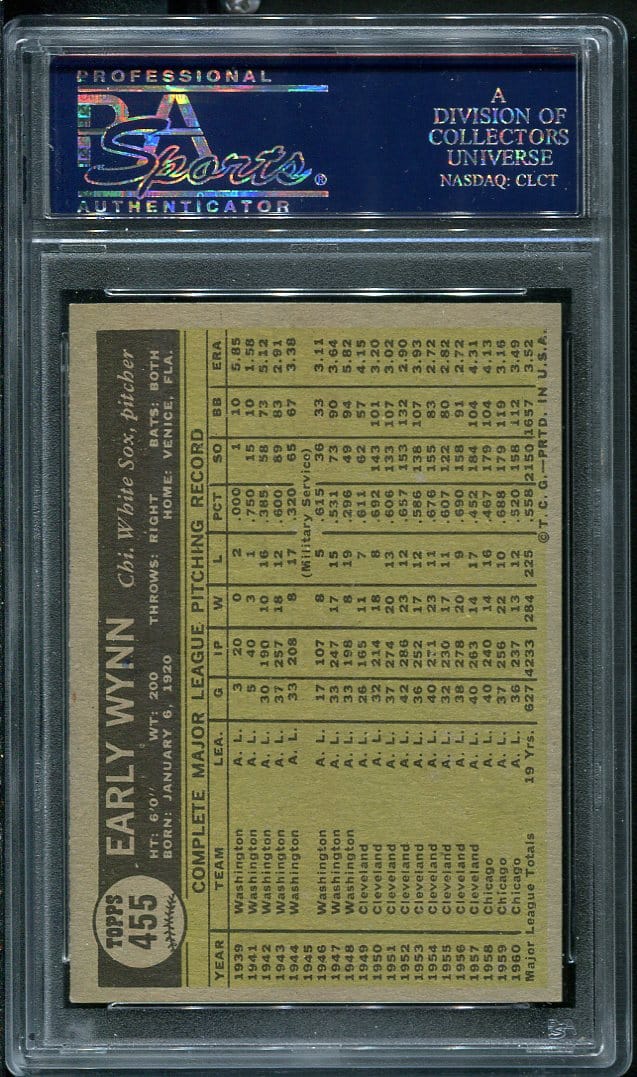 PROFESSIONAL
PSA
Sports®
AUTHENTICATOR
A
DIVISION OF
COLLECTORS
UNIVERSE
NASDAQ: CLCT
TOPPS
455
EARLY WYNN Chi. White Sox, pitcher
HT: 6'0" WT: 200 THROWS: RIGHT BATS: BOTH
BORN: JANUARY 6, 1920 HOME: VENICE, FLA.
COMPLETE MAJOR LEAGUE PITCHING RECORD
YEAR TEAM LEA. G IP W L PCT SO BB ERA
1939 Washington A. L. 3 20 0 2 .000 1 10 5.85
1941 Washington A. L. 5 40 3 1 .750 15 10 1.58
1942 Washington A. L. 30 190 10 16 .385 58 73 5.12
1943 Washington A. L. 37 257 18 12 .600 89 83 2.91
1944 Washington A. L. 33 208 8 17 .320 65 67 3.38
1945 (Military Service)
1946 Washington A. L. 17 107 8 5 .615 36 33 3.11
1947 Washington A. L. 33 247 17 15 .531 73 90 3.64
1948 Washington A. L. 33 198 8 19 .296 49 94 5.82
1949 Cleveland A. L. 26 165 11 7 .611 62 57 4.15
1950 Cleveland A. L. 32 214 18 8 .692 143 101 3.20
1951 Cleveland A. L. 37 274 20 13 .606 133 107 3.02
1952 Cleveland A. L. 42 286 23 12 .657 153 132 2.90
1953 Cleveland A. L. 36 252 17 12 .586 138 107 3.93
1954 Cleveland A. L. 40 271 23 11 .676 155 83 2.72
1955 Cleveland A. L. 32 230 17 11 .607 122 80 2.82
1956 Cleveland A. L. 38 278 20 9 .690 158 91 2.72
1957 Cleveland A. L. 40 263 14 17 .452 184 104 4.31
1958 Chicago A. L. 40 240 14 16 .467 179 104 4.13
1959 Chicago A. L. 37 256 22 10 .688 179 119 3.16
1960 Chicago A. L. 36 237 13 12 .520 158 112 3.49
Major League Totals 19 Yrs. 627 4233 284 225 .558 2150 1657 3.52
©T.C.G.—PRTD. IN U.S.A.